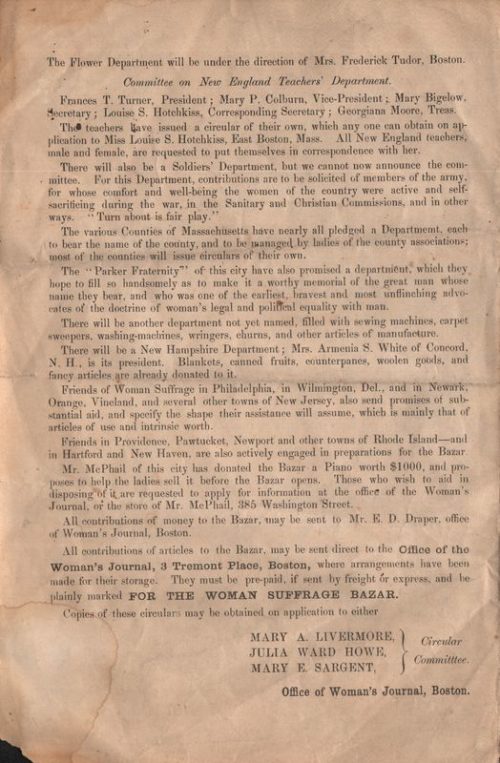 The Flower Department will be under the direction of Mrs. Frederick Tudor, Boston.
Committee on New England Teachers' Department.
Frances T. Turner, President; Mary P. Colburn, Vice-President; Mary Bigelow,
Secretary; Louise S. Hotchkiss, Corresponding Secretary; Georgiana Moore, Treas.
The teachers have issued a circular of their own, which any one can obtain on ap-
plication to Miss Louise S. Hotchkiss, East Boston, Mass. All New England teachers,
male and female, are requested to put themselves in correspondence with her.
There will also be a Soldiers' Department, but we cannot now announce the com-
mittee. For this Department, contributions are to be solicited of members of the army,
for whose comfort and well-being the women of the country were active and self-
sacrificing during the war, in the Sanitary and Christian Commissions, and in other
ways. "Turn about is fair play."
The various Counties of Massachusetts have nearly all pledged a Department, each
to bear the name of the county, and to be managed by ladies of the county associations;
most of the counties will issue circulars of their own.
The "Parker Fraternity" of this city have also promised a department, which they
hope to fill so handsomely as to make it a worthy memorial of the great man whose
name they bear, and who was one of the earliest, bravest and most unflinching advo-
cates of the doctrine of woman's legal and political equality with man.
There will be another department not yet named, filled with sewing machines, carpet
sweepers, washing-machines, wringers, churns, and other articles of manufacture.
There will be a New Hampshire Department; Mrs. Armenia S. White of Concord,
N. H., is its president. Blankets, canned fruits, counterpanes, woolen goods, and
fancy articles are already donated to it.
Friends of Woman Suffrage in Philadelphia, in Wilmington, Del., and in Newark,
Orange, Vineland, and several other towns of New Jersey, also send promises of sub-
stantial aid, and specify the shape their assistance will assume, which is mainly that of
articles of use and intrinsic worth.
Friends in Providence, Pawtucket, Newport and other towns of Rhode Island—and
in Hartford and New Haven, are also actively engaged in preparations for the Bazar
Mr. McPhail of this city has donated the Bazar a Piano worth $1000, and pro-
poses to help the ladies sell it before the Bazar opens. Those who wish to aid in
disposing of it are requested to apply for information at the office of the Woman's
Journal, or the store of Mr. McPhail, 385 Washington Street.
All contributions of money to the Bazar, may be sent to Mr. E. D. Draper, office
of Woman's Journal, Boston.
All contributions of articles to the Bazar, may be sent direct to the Office of the
Woman's Journal, 3 Tremont Place, Boston, where arrangements have been
made for their storage. They must be pre-paid, if sent by freight or express, and be
plainly marked FOR THE WOMAN SUFFRAGE BAZAR.
Copies of these circulars may be obtained on application to either
MARY A. LIVERMORE,
JULIA WARD HOWE,
MARY E. SARGENT,
Circular
Committtee.
Office of Woman's Journal, Boston.